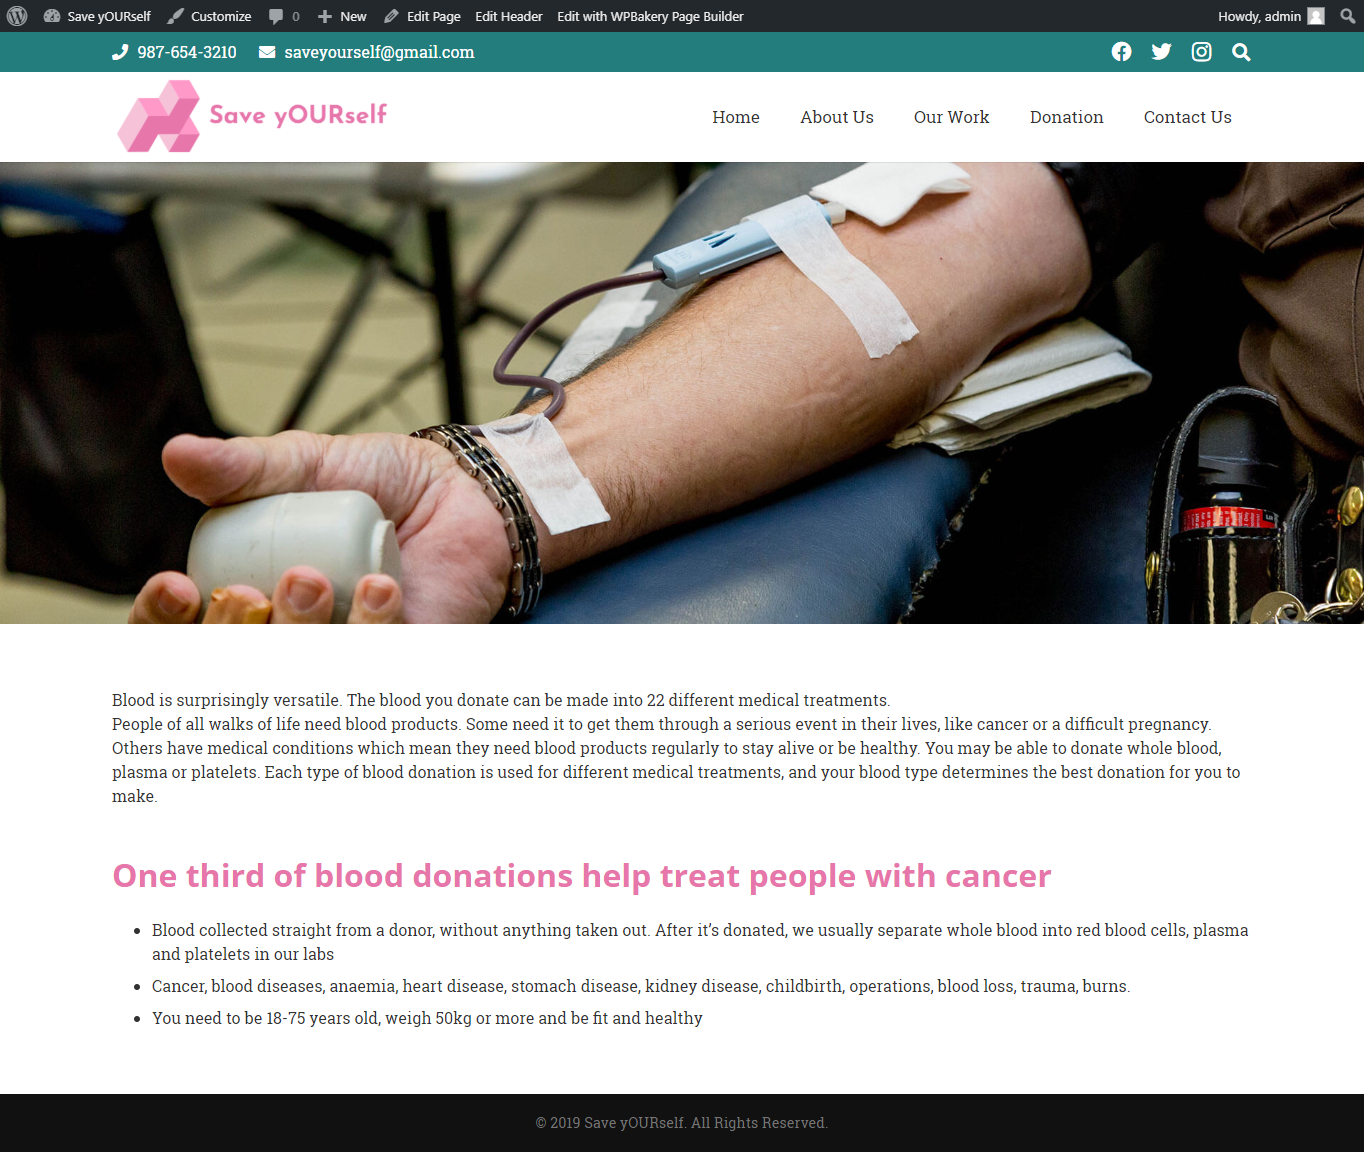 Save yOURself Customize 0 New Edit Page Edit Header Edit with WPBakery Page Builder Howdy, admin
987-654-3210 saveyourself@gmail.com
Save yOURself
Home About Us Our Work Donation Contact Us
Blood is surprisingly versatile. The blood you donate can be made into 22 different medical treatments.
People of all walks of life need blood products. Some need it to get them through a serious event in their lives, like cancer or a difficult pregnancy.
Others have medical conditions which mean they need blood products regularly to stay alive or be healthy. You may be able to donate whole blood,
plasma or platelets. Each type of blood donation is used for different medical treatments, and your blood type determines the best donation for you to
make.
One third of blood donations help treat people with cancer
Blood collected straight from a donor, without anything taken out. After it’s donated, we usually separate whole blood into red blood cells, plasma
and platelets in our labs
Cancer, blood diseases, anaemia, heart disease, stomach disease, kidney disease, childbirth, operations, blood loss, trauma, burns.
You need to be 18-75 years old, weigh 50kg or more and be fit and healthy
© 2019 Save yOURself. All Rights Reserved.